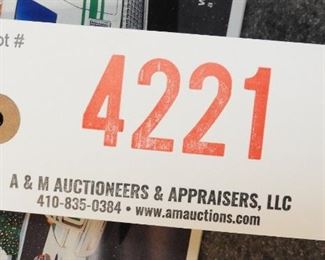 ot #
4221
A & M AUCTIONEERS & APPRAISERS, LLC
410-835-0384 • www.amauctions.com